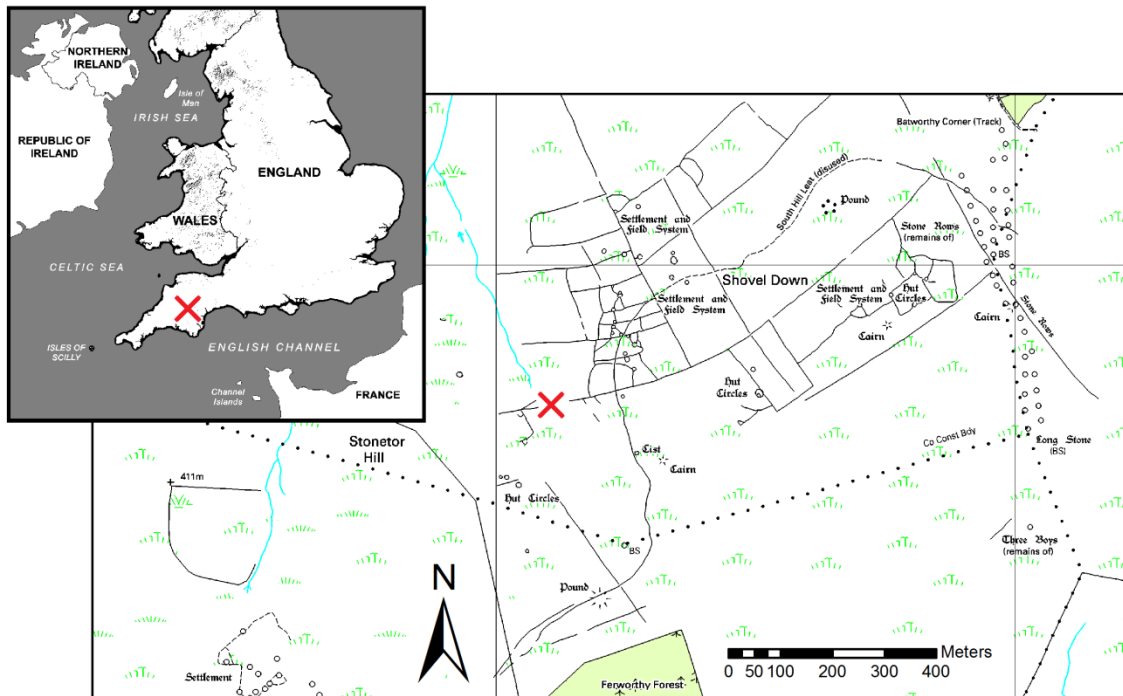 NORTHERN
IRELAND
Isle of
Man
IRISH SEA
REPUBLIC OF
IRELAND
ENGLAND
WALES
CELTIC SEA
ISLES OF
SCILLY
ENGLISH CHANNEL
Channel
Islands
FRANCE
Batworthy Corner (Track)
South Hill Leat (disused)
Pound
Settlement and
Field System
Stone Rows
(remains of)
BS
Shovel Down
Settlement and
Field System
Settlement and
Field System
Hut
Circles
Cairn
Stone Rows
Cairn
Hut
Circles
Stonetor
Hill
Co Const Bdy
Long Stone
(BS)
Cist
Cairn
411m
Hut Circles
BS
Three Boys
(remains of)
Pound
N
Meters
0 50 100 200 300 400
Settlement
Fernworthy Forest